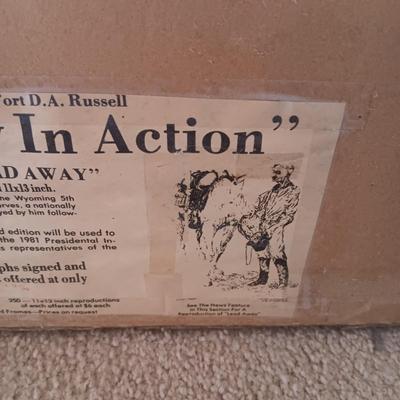 Fort D.A. Russell
In Action"
AD AWAY"
11x13 inch.
ne Wyoming 5th
erves, a nationally
yed by him follow-
d edition will be used to
the 1981 Presidential In-
s representatives of the
phs signed and
offered at only
250 — 11x13 inch reproductions
of each offered at $6 each
d Frames—Prices on request!
See The News Feature
In This Section For A
Reproduction of "Lead Away"